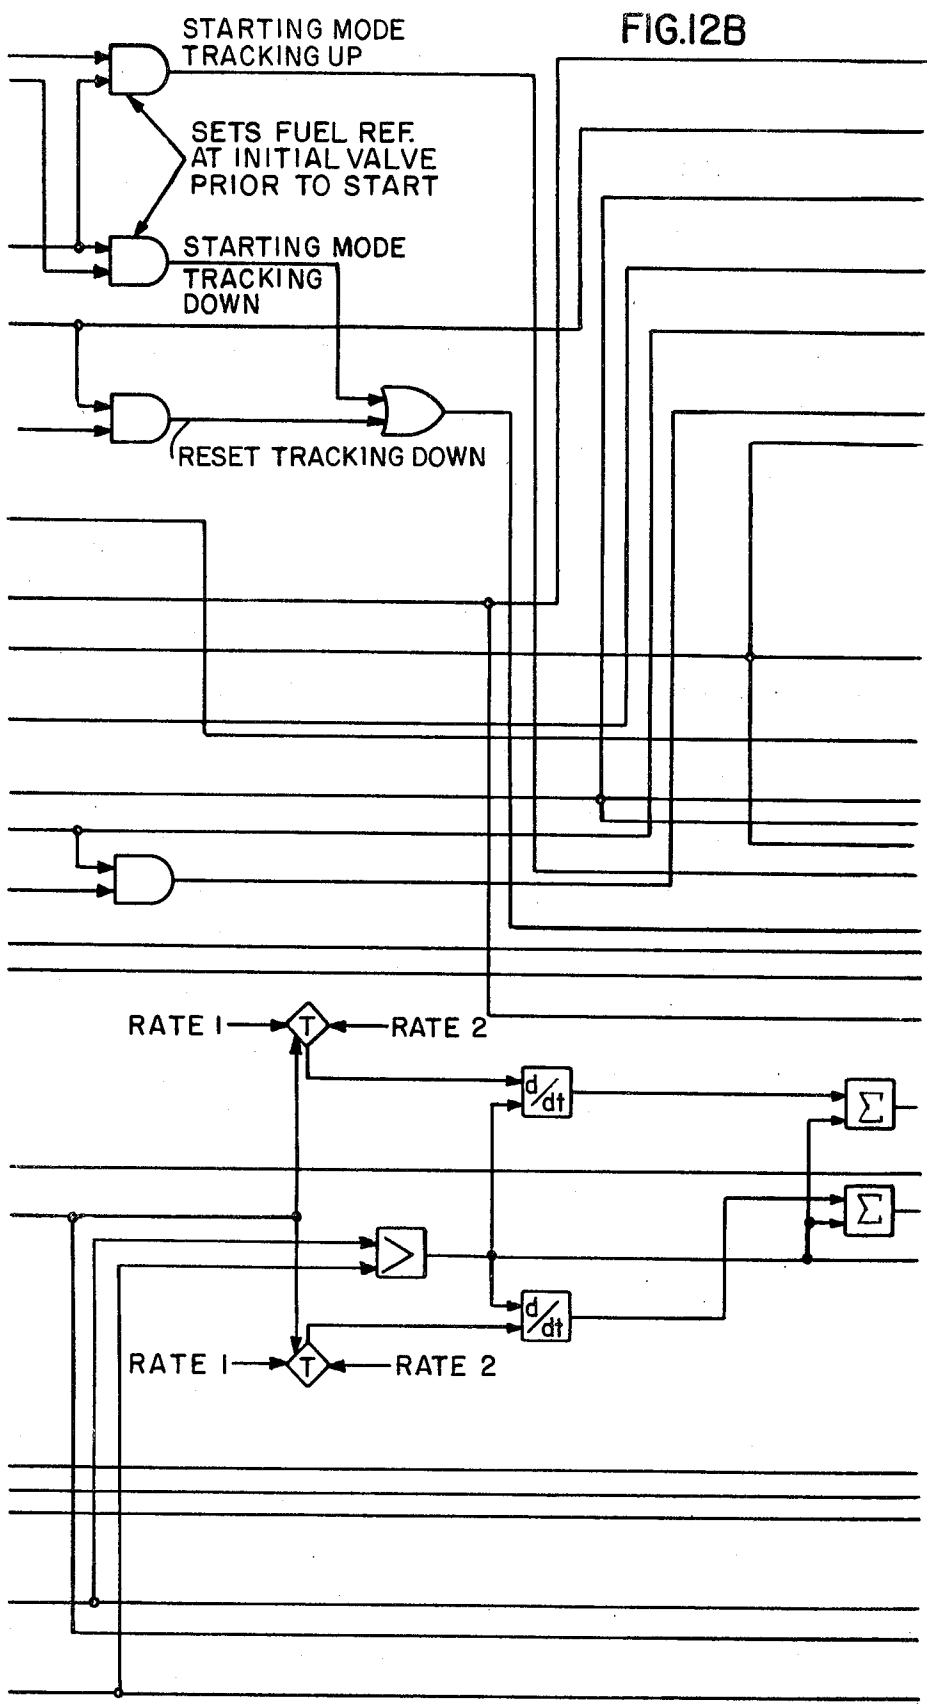 FIG.12B
STARTING MODE
TRACKING UP
SETS FUEL REF.
AT INITIAL VALVE
PRIOR TO START
STARTING MODE
TRACKING
DOWN
RESET TRACKING DOWN
RATE 1
T
RATE 2
d/dt
Σ
Σ
>
d/dt
RATE 1
T
RATE 2